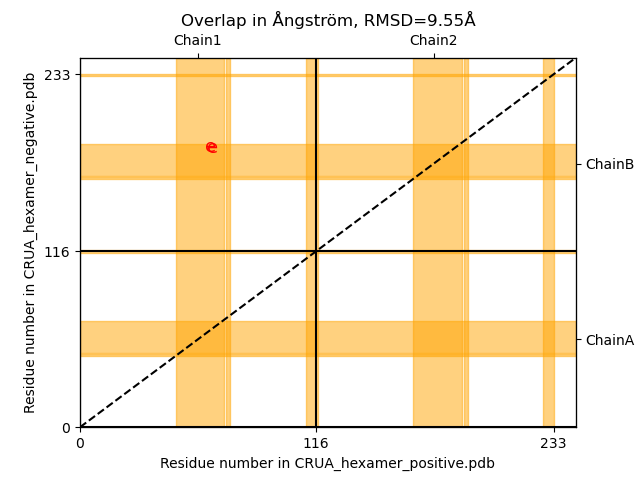 Overlap in Ångström, RMSD=9.55Å
Chain1 Chain2
233
116
0
Residue number in CRUA_hexamer_negative.pdb
ChainB
ChainA
0 116 233
Residue number in CRUA_hexamer_positive.pdb